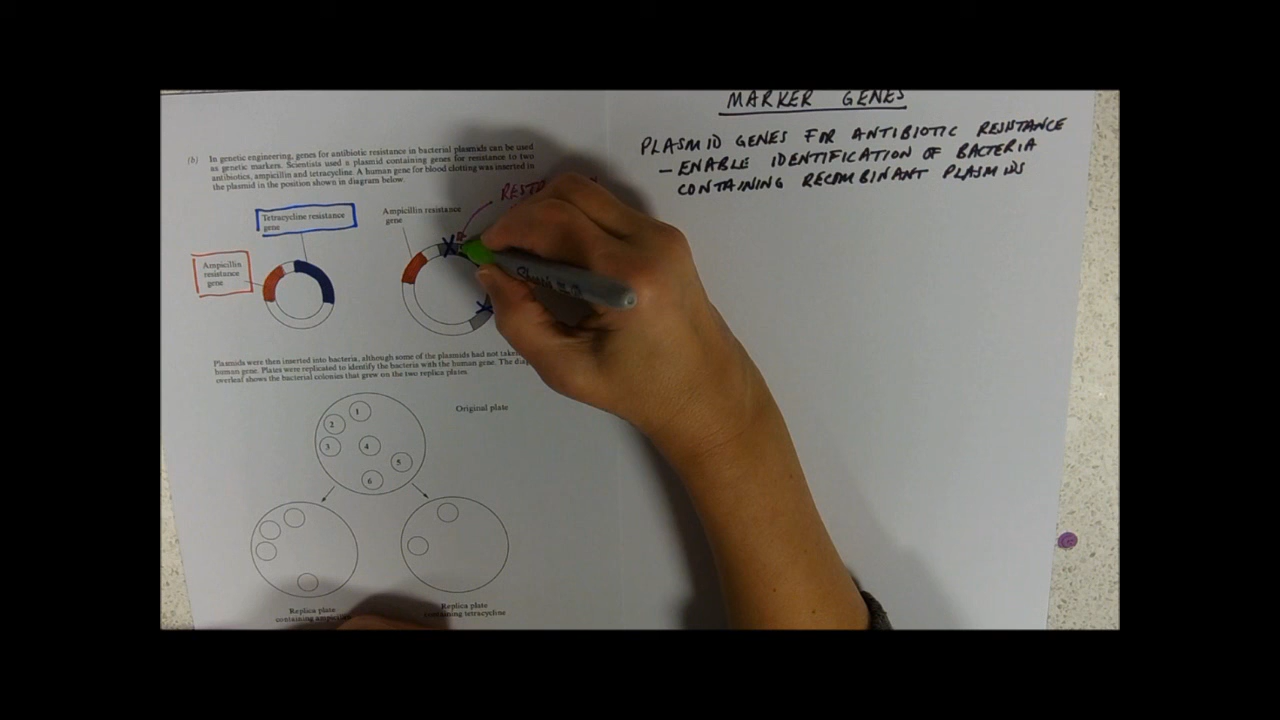 MARKER GENES
PLASMID GENES FOR ANTIBIOTIC RESISTANCE
- ENABLE IDENTIFICATION OF BACTERIA
CONTAINING RECOMBINANT PLASMIDS
(b) In genetic engineering, genes for antibiotic resistance in bacterial plasmids can be used
as genetic markers. Scientists used a plasmid containing genes for resistance to two
antibiotics, ampicillin and tetracycline. A human gene for blood clotting was inserted in
the plasmid in the position shown in diagram below.
Tetracycline resistance
gene
Ampicillin resistance
gene
Ampicillin
resistance
gene
Plasmids were then inserted into bacteria, although some of the plasmids had not
human gene. Plates were replicated to identify the bacteria with the human gene. The
overleaf shows the bacterial colonies that grew on the two replica plates.
Original plate
1
2
3
4
5
6
Replica plate
containing
Replica plate
tetracycline